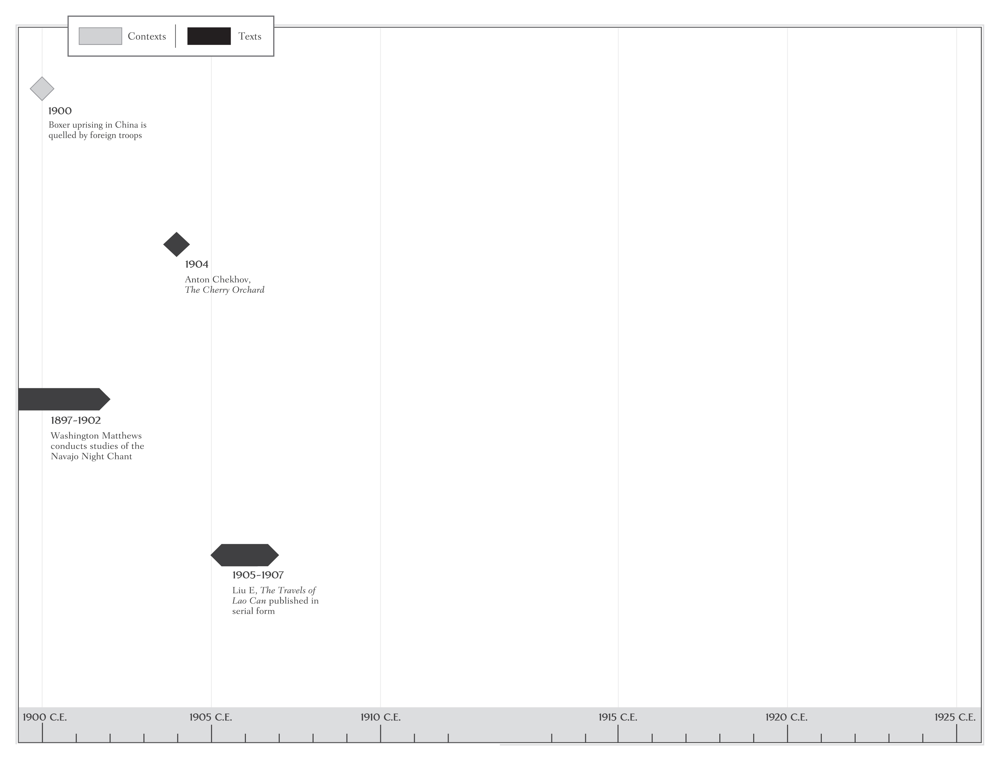 Contexts
Texts
1900
Boxer uprising in China is
quelled by foreign troops
1904
Anton Chekhov,
The Cherry Orchard
1897–1902
Washington Matthews
conducts studies of the
Navajo Night Chant
1905–1907
Liu E, The Travels of
Lao Can published in
serial form
1900 C.E.
1905 C.E.
1910 C.E.
1915 C.E.
1920 C.E.
1925 C.E.